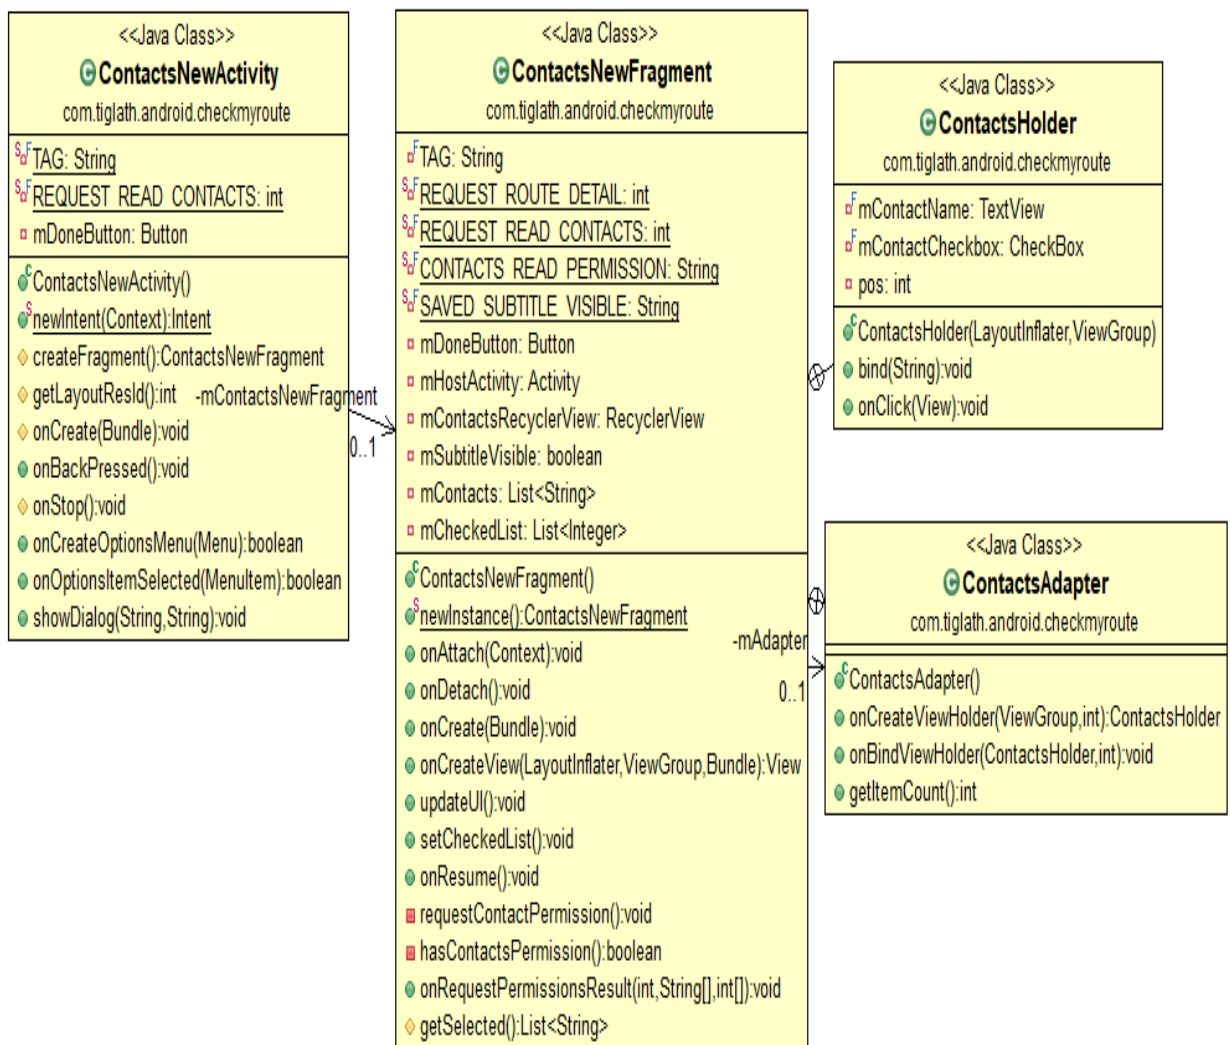 <<Java Class>>
ContactsNewActivity
com.tiglath.android.checkmyroute
TAG: String
REQUEST_READ_CONTACTS: int
mDoneButton: Button
ContactsNewActivity()
newIntent(Context):Intent
createFragment():ContactsNewFragment
getLayoutResId():int
onCreate(Bundle):void
onBackPressed():void
onStop():void
onCreateOptionsMenu(Menu):boolean
onOptionsItemSelected(MenuItem):boolean
showDialog(String,String):void
-mContactsNewFragment
0..1
<<Java Class>>
ContactsNewFragment
com.tiglath.android.checkmyroute
TAG: String
REQUEST_ROUTE_DETAIL: int
REQUEST_READ_CONTACTS: int
CONTACTS_READ_PERMISSION: String
SAVED_SUBTITLE_VISIBLE: String
mDoneButton: Button
mHostActivity: Activity
mContactsRecyclerView: RecyclerView
mSubtitleVisible: boolean
mContacts: List<String>
mCheckedList: List<Integer>
ContactsNewFragment()
newInstance():ContactsNewFragment
onAttach(Context):void
onDetach():void
onCreate(Bundle):void
onCreateView(LayoutInflater,ViewGroup,Bundle):View
updateUI():void
setCheckedList():void
onResume():void
requestContactPermission():void
hasContactsPermission():boolean
onRequestPermissionsResult(int,String[],int[]):void
getSelected():List<String>
-mAdapter
0..1
<<Java Class>>
ContactsHolder
com.tiglath.android.checkmyroute
mContactName: TextView
mContactCheckbox: CheckBox
pos: int
ContactsHolder(LayoutInflater,ViewGroup)
bind(String):void
onClick(View):void
<<Java Class>>
ContactsAdapter
com.tiglath.android.checkmyroute
ContactsAdapter()
onCreateViewHolder(ViewGroup,int):ContactsHolder
onBindViewHolder(ContactsHolder,int):void
getItemCount():int